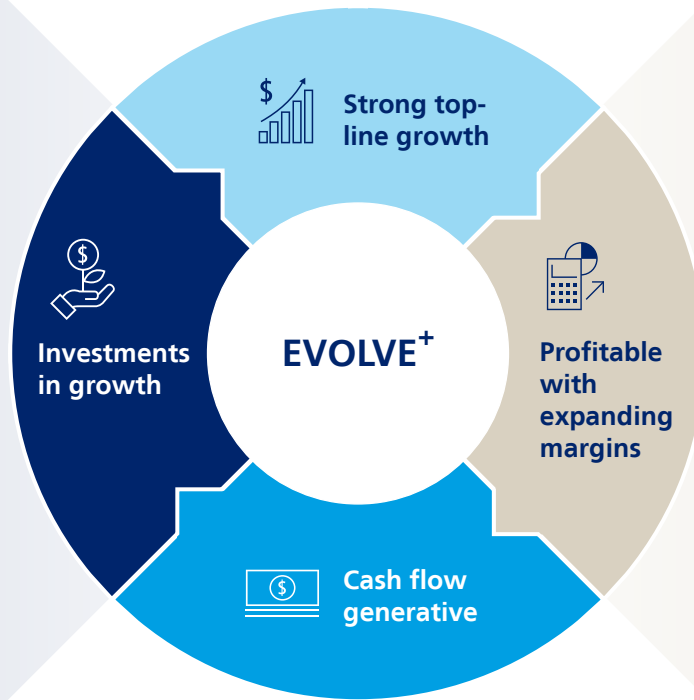 $
Strong top-
line growth
$
Investments
in growth
EVOLVE+
Profitable
with
expanding
margins
$
Cash flow
generative